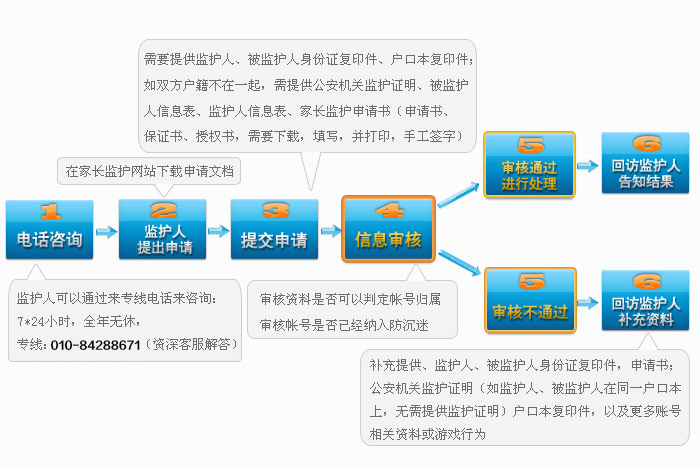 需要提供监护人、被监护人身份证复印件、户口本复印件；
如双方户籍不在一起，需提供公安机关监护证明、被监护
人信息表、监护人信息表、家长监护申请书（申请书、
保证书、授权书，需要下载，填写，并打印，手工签字）
在家长监护网站下载申请文档
1
电话咨询
2
监护人
提出申请
3
提交申请
4
信息审核
5
审核通过
进行处理
6
回访监护人
告知结果
5
审核不通过
6
回访监护人
补充资料
监护人可以通过来专线电话来咨询：
7*24小时，全年无休，
专线：010-84288671（资深客服解答）
审核资料是否可以判定帐号归属
审核帐号是否已经纳入防沉迷
补充提供、监护人、被监护人身份证复印件，申请书；
公安机关监护证明（如监护人、被监护人在同一户口本
上，无需提供监护证明）户口本复印件，以及更多账号
相关资料或游戏行为